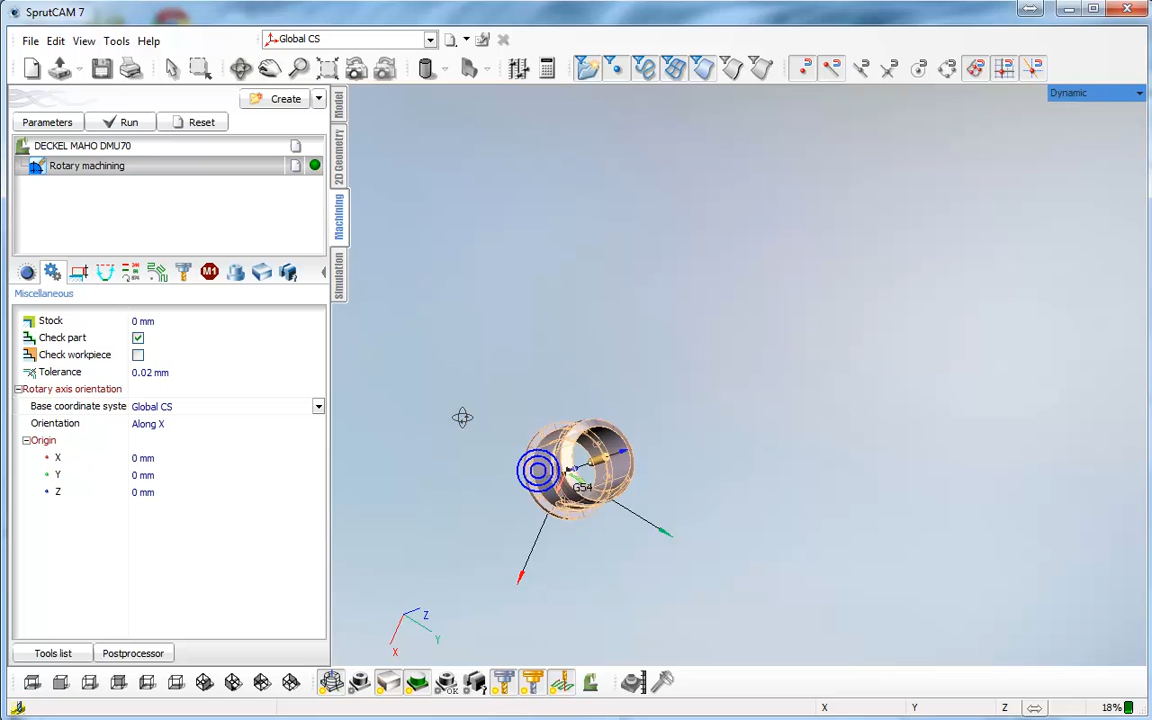 SprutCAM 7
File Edit View Tools Help
Global CS
Create
Parameters Run Reset
DECKEL MAHO DMU70
Rotary machining
Model
2D Geometry
Machining
Simulation
Dynamic
M1
Miscellaneous
Stock 0 mm
Check part
Check workpiece
Tolerance 0.02 mm
Rotary axis orientation
Base coordinate syste Global CS
Orientation Along X
Origin
X 0 mm
Y 0 mm
Z 0 mm
G54
Z
Y
X
Tools list Postprocessor
OK
X Y Z 18%